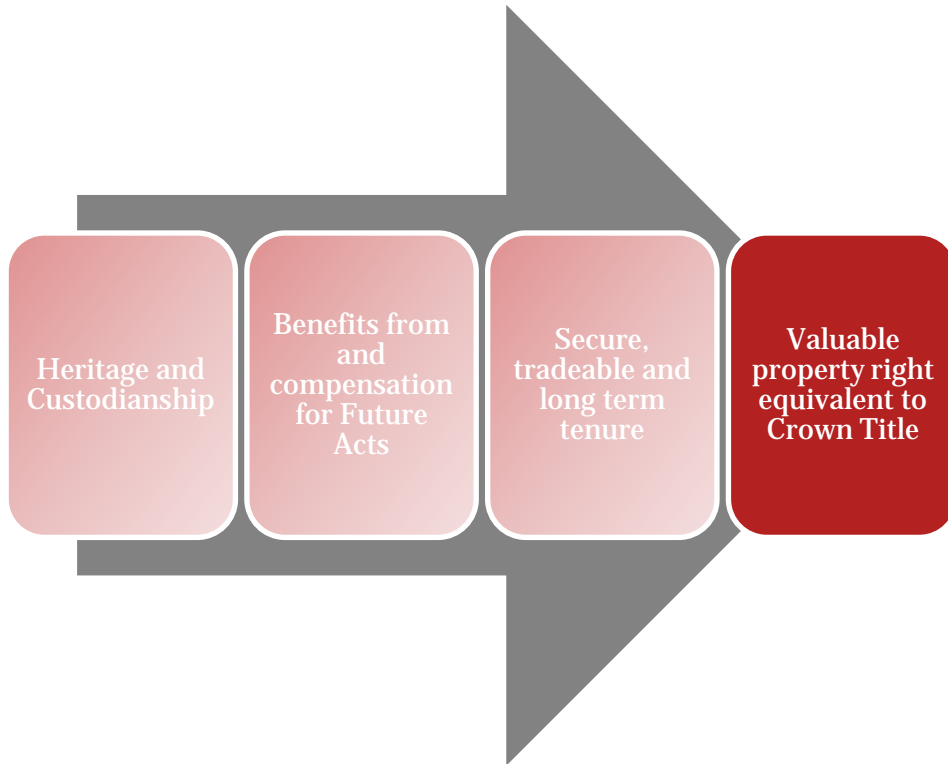 Heritage and
Custodianship
Benefits from
and
compensation
for Future
Acts
Secure,
tradeable and
long term
tenure
Valuable
property right
equivalent to
Crown Title